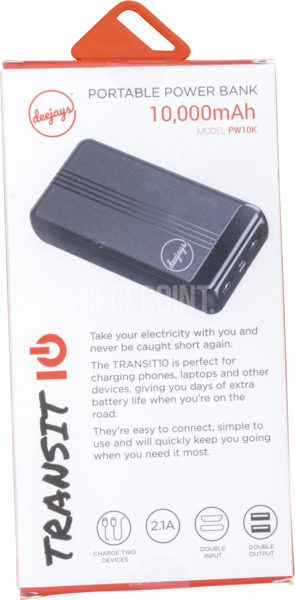 deejays
PORTABLE POWER BANK
10,000mAh
MODEL PW10K
deejays
SELLPOINT
TRANSIT 10
Take your electricity with you and
never be caught short again.
The TRANSIT10 is perfect for
charging phones, laptops and other
devices, giving you days of extra
battery life when you're on the
road.
They're easy to connect, simple to
use and will quickly keep you going
when you need it most.
CHARGE TWO
DEVICES
2.1A
DOUBLE
INPUT
DOUBLE
OUTPUT